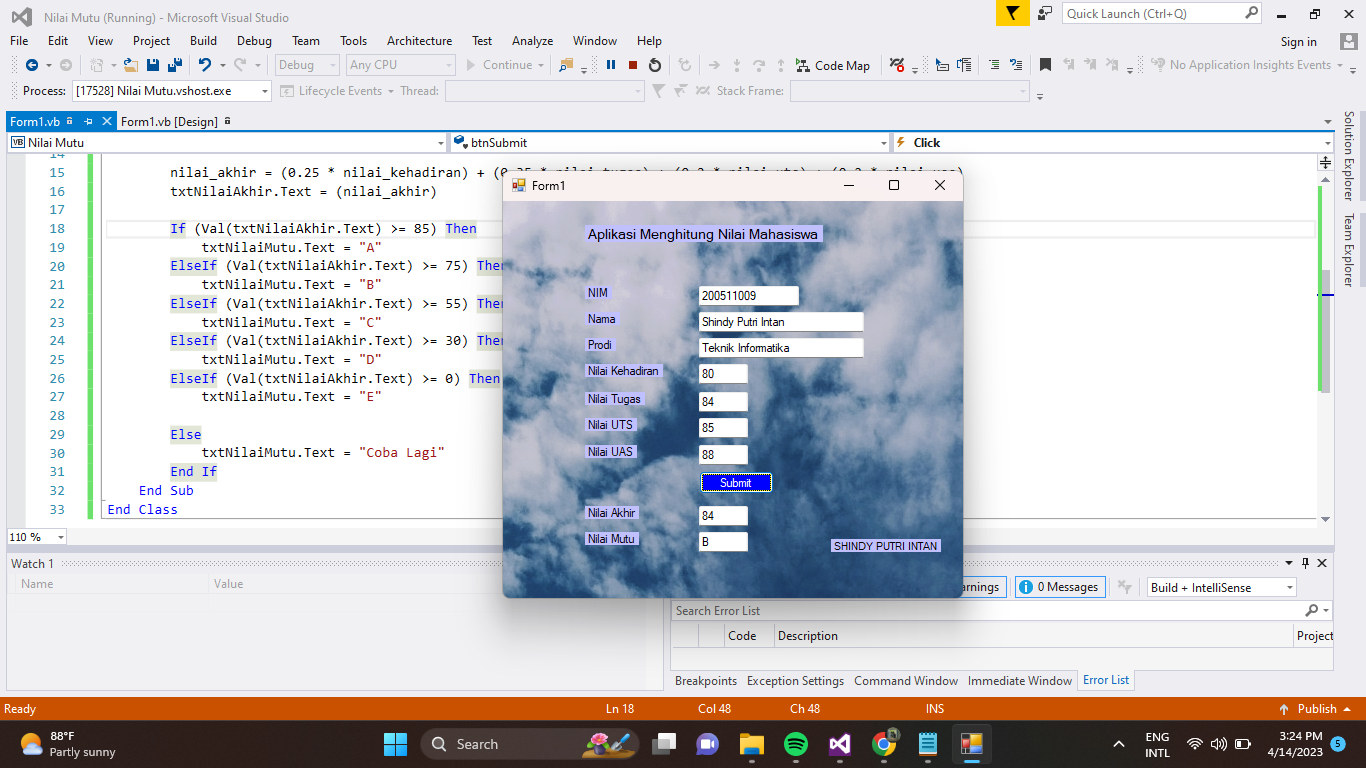 Nilai Mutu (Running) - Microsoft Visual Studio
Quick Launch (Ctrl+Q)
File Edit View Project Build Debug Team Tools Architecture Test Analyze Window Help
Sign in
Debug Any CPU Continue Code Map No Application Insights Events
Process: [17528] Nilai Mutu.vshost.exe Lifecycle Events Thread: Stack Frame:
Form1.vb Form1.vb [Design]
VB Nilai Mutu btnSubmit Click
Solution Explorer
Team Explorer
14
15 nilai_akhir = (0.25 * nilai_kehadiran) +
16 txtNilaiAkhir.Text = (nilai_akhir)
17
18 If (Val(txtNilaiAkhir.Text) >= 85) Then
19 txtNilaiMutu.Text = "A"
20 ElseIf (Val(txtNilaiAkhir.Text) >= 75) Then
21 txtNilaiMutu.Text = "B"
22 ElseIf (Val(txtNilaiAkhir.Text) >= 55) Then
23 txtNilaiMutu.Text = "C"
24 ElseIf (Val(txtNilaiAkhir.Text) >= 30) Then
25 txtNilaiMutu.Text = "D"
26 ElseIf (Val(txtNilaiAkhir.Text) >= 0) Then
27 txtNilaiMutu.Text = "E"
28
29 Else
30 txtNilaiMutu.Text = "Coba Lagi"
31 End If
32 End Sub
33 End Class
110 %
Form1
Aplikasi Menghitung Nilai Mahasiswa
NIM 200511009
Nama Shindy Putri Intan
Prodi Teknik Informatika
Nilai Kehadiran 80
Nilai Tugas 84
Nilai UTS 85
Nilai UAS 88
Submit
Nilai Akhir 84
Nilai Mutu B
SHINDY PUTRI INTAN
Watch 1
Name Value
0 Messages Build + IntelliSense
Search Error List
Code Description Project
Breakpoints Exception Settings Command Window Immediate Window Error List
Ready Ln 18 Col 48 Ch 48 INS Publish
88°F
Partly sunny
Search
ENG
INTL
3:24 PM
4/14/2023
5